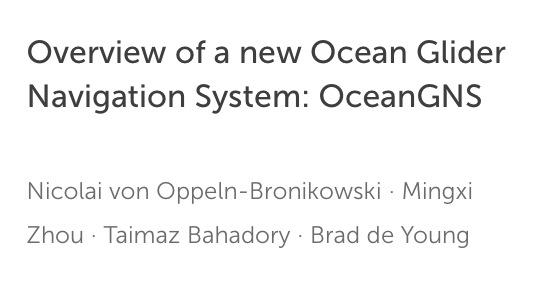 Overview of a new Ocean Glider
Navigation System: OceanGNS
Nicolai von Oppeln-Bronikowski · Mingxi
Zhou · Taimaz Bahadory · Brad de Young